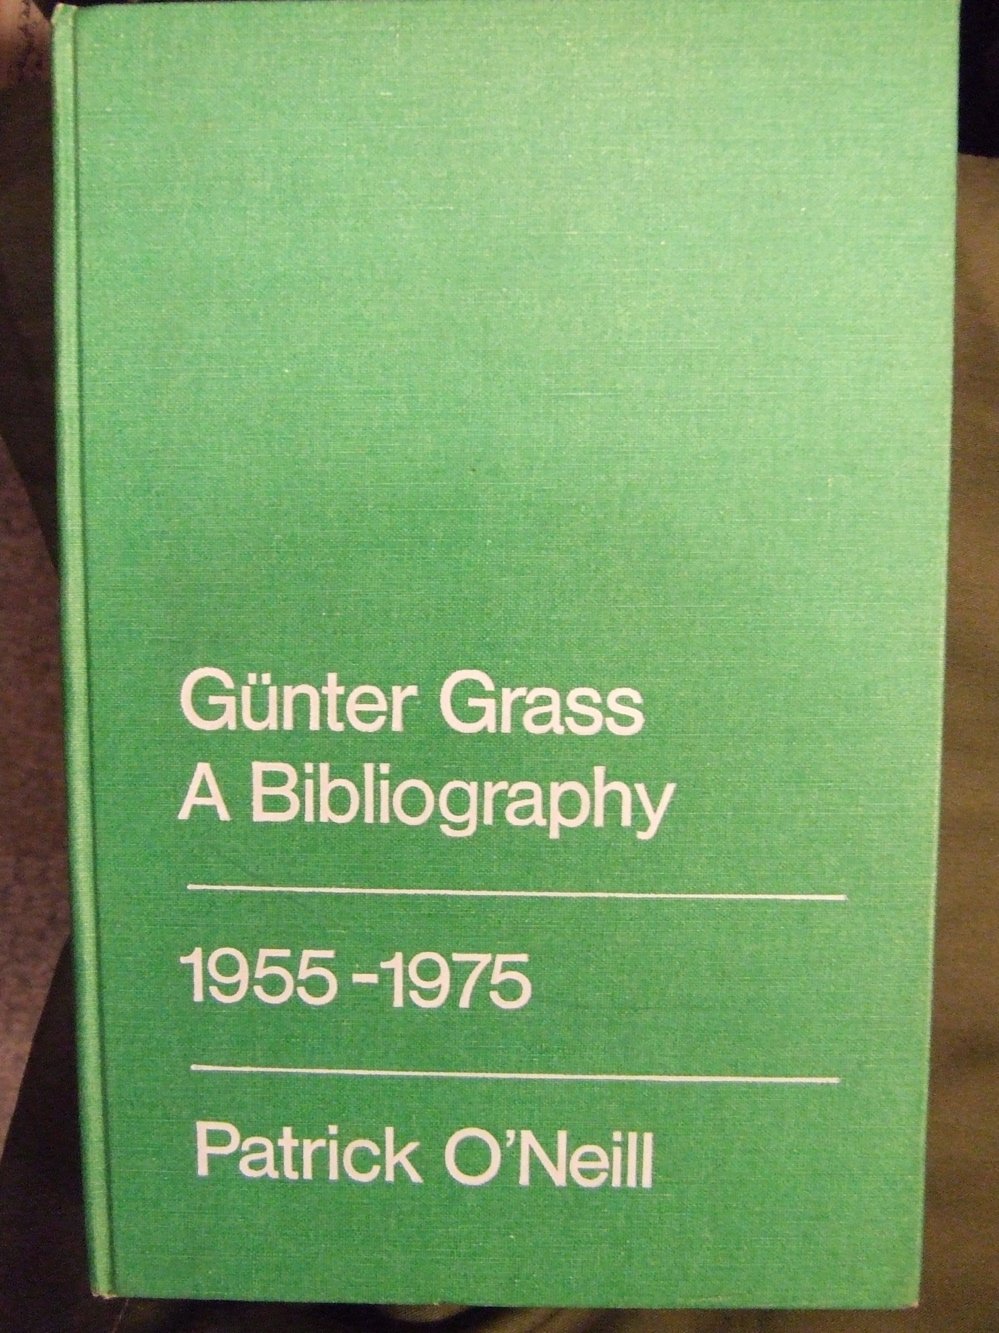 Günter Grass
A Bibliography
1955-1975
Patrick O'Neill